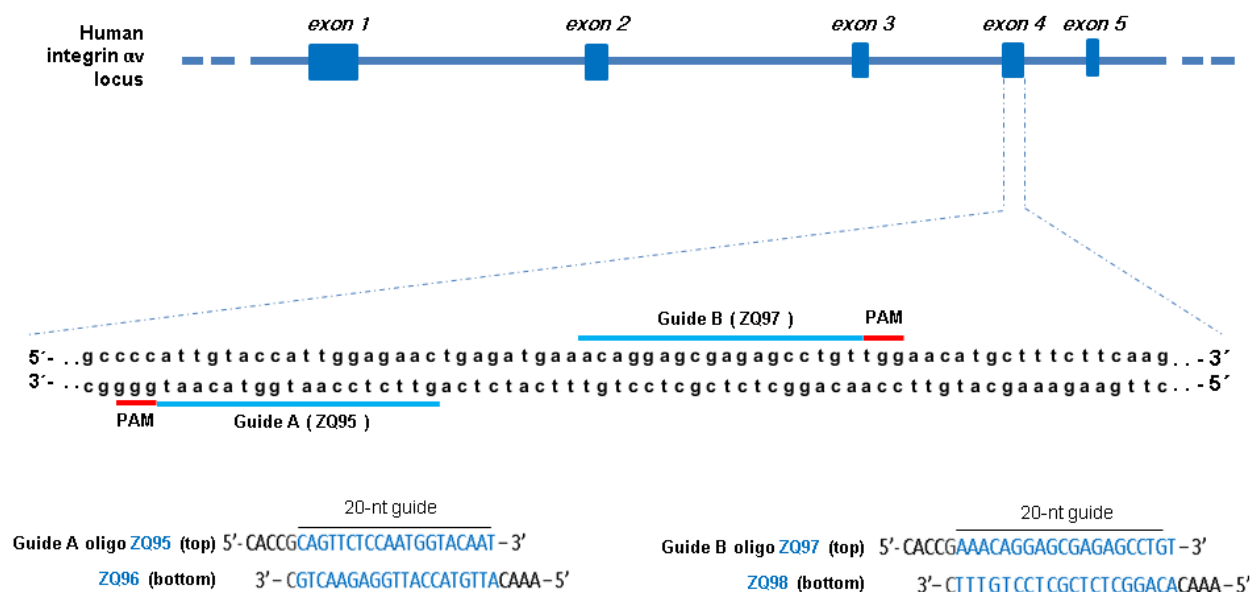 exon 1 exon 2 exon 3 exon 4 exon 5
Human
integrin αv
locus
Guide B ( ZQ97 ) PAM
5´- . .g c c c c a t t g t a c c a t t g g a g a a c t g a g a t g a a a c a g g a g c g a g a g c c t g t t g g a a c a t g c t t t c t t c a a g. . -3´
3´- ..c g g g g t a a c a t g g t a a c c t c t t g a c t c t a c t t t g t c c t c g c t c t c g g a c a a c c t t g t a c g a a a g a a g t t c . . -5´
PAM Guide A ( ZQ95 )
20-nt guide
Guide A oligo ZQ95 (top) 5'-CACCGCAGTTCTCCAATGGTACAAT-3'
ZQ96 (bottom) 3'-CGTCAAGAGGTTACCATGTTACAAA-5'
20-nt guide
Guide B oligo ZQ97 (top) 5'-CACCGAAACAGGAGCGAGAGCCTGT-3'
ZQ98 (bottom) 3'-CTTTGTCCTCGCTCTCGGACACAAA-5'